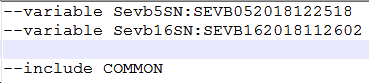 --variable Sevb5SN:SEVB052018122518
--variable Sevb16SN:SEVB162018112602
--include COMMON